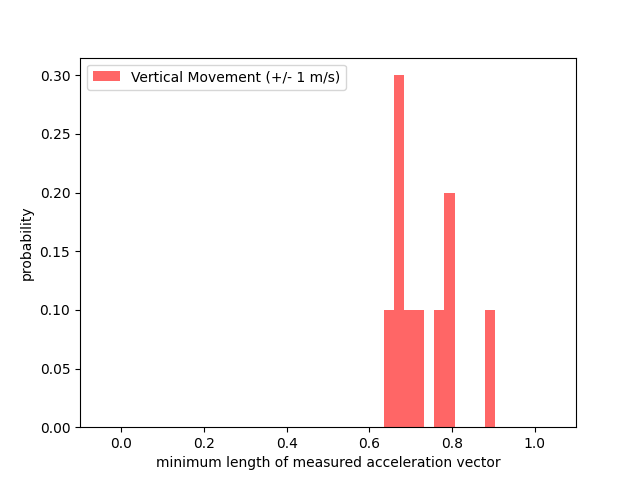 Vertical Movement (+/- 1 m/s)
0.30
0.25
0.20
0.15
0.10
0.05
0.00
probability
0.0 0.2 0.4 0.6 0.8 1.0
minimum length of measured acceleration vector